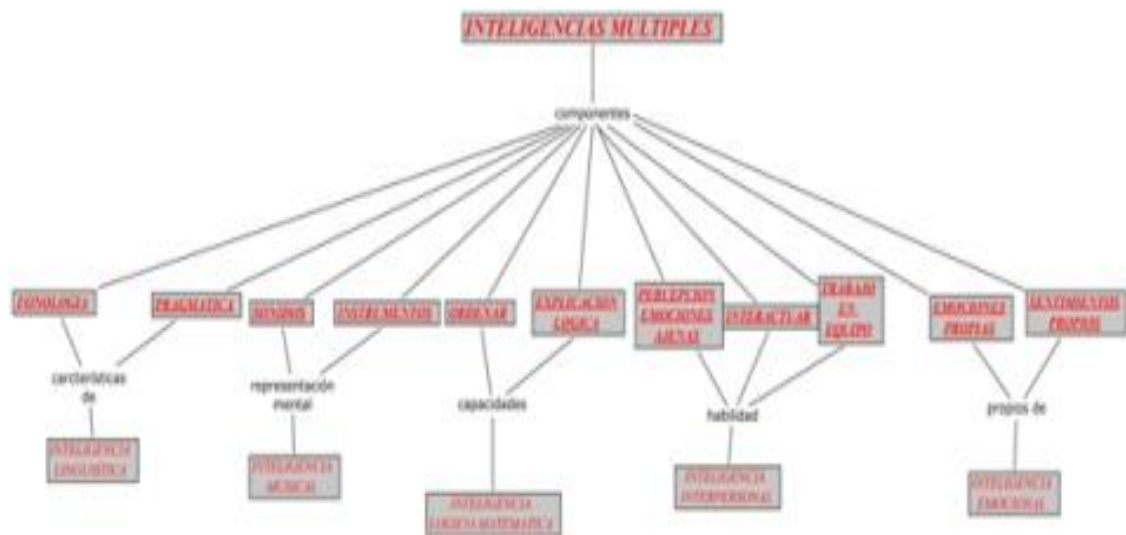 INTELIGENCIAS MULTIPLES
componentes
FONOLOGIA
PRAGMATICA
SONIDOS
INSTRUMENTOS
ORDENAR
EXPLICACION
LOGICA
PERCEPCION
EMOCIONES
AJENAS
INTERACTUAR
TRABAJO
EN
EQUIPO
EMOCIONES
PROPIAS
SENTIMIENTOS
PROPIOS
carcterísticas
de
representación
mental
capacidades
habilidad
propios de
INTELIGENCIA
LINGUISTICA
INTELIGENCIA
MUSICAL
INTELIGENCIA
LOGICO MATEMATICA
INTELIGENCIA
INTERPERSONAL
INTELIGENCIA
EMOCIONAL